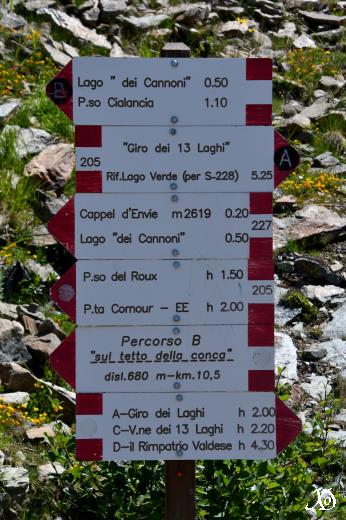 Lago " dei Cannoni" 0.50
P.so Cialancia 1.10
"Giro dei 13 Laghi"
205
Rif.Lago Verde (per S-228) 5.25
A
Cappel d'Envie m2619 0.20
227
Lago "dei Cannoni" 0.50
P.so del Roux h 1.50
205
P.ta Cornour - EE h 2.00
Percorso B
"sul tetto della conca"
disl.680 m-km.10,5
A-Giro dei Laghi h 2.00
C-V.ne dei 13 Laghi h 2.20
D-il Rimpatrio Valdese h 4.30